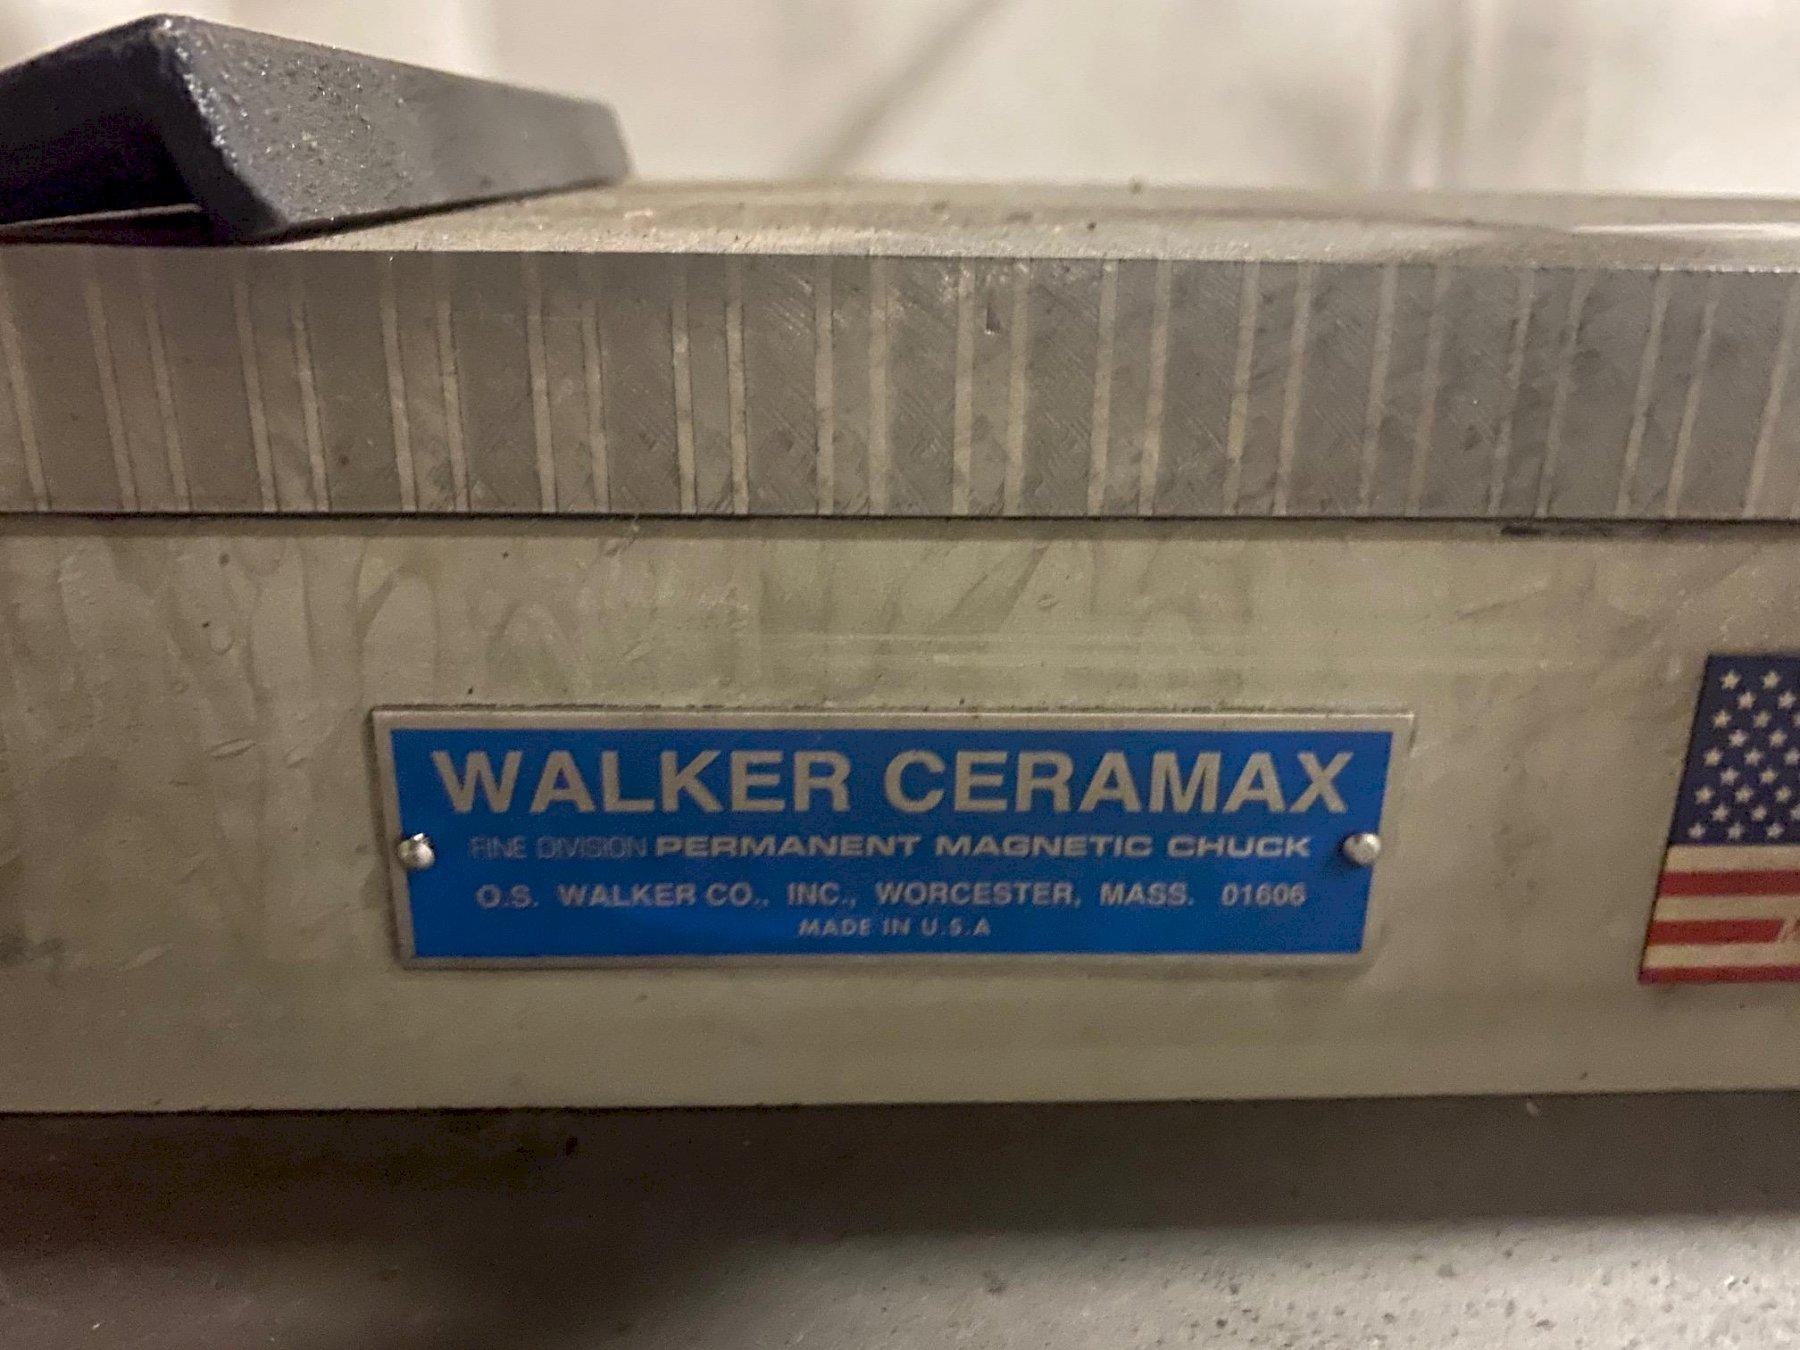 WALKER CERAMAX
FINE DIVISION PERMANENT MAGNETIC CHUCK
O.S. WALKER CO., INC., WORCESTER, MASS. 01606
MADE IN U.S.A